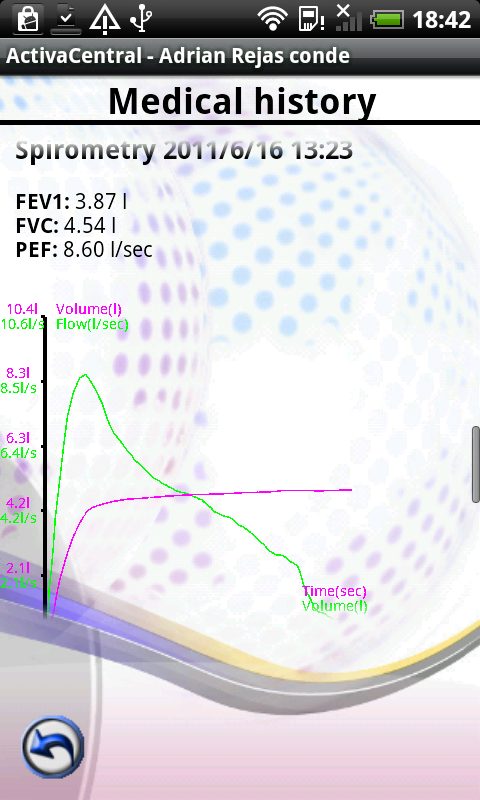 18:42
ActivaCentral - Adrian Rejas conde
Medical history
Spirometry 2011/6/16 13:23
FEV1: 3.87 l
FVC: 4.54 l
PEF: 8.60 l/sec
10.4l Volume(l)
10.6l/s Flow(l/sec)
8.3l
8.5l/s
6.3l
6.4l/s
4.2l
4.2l/s
2.1l
2.1l/s
Time(sec)
Volume(l)